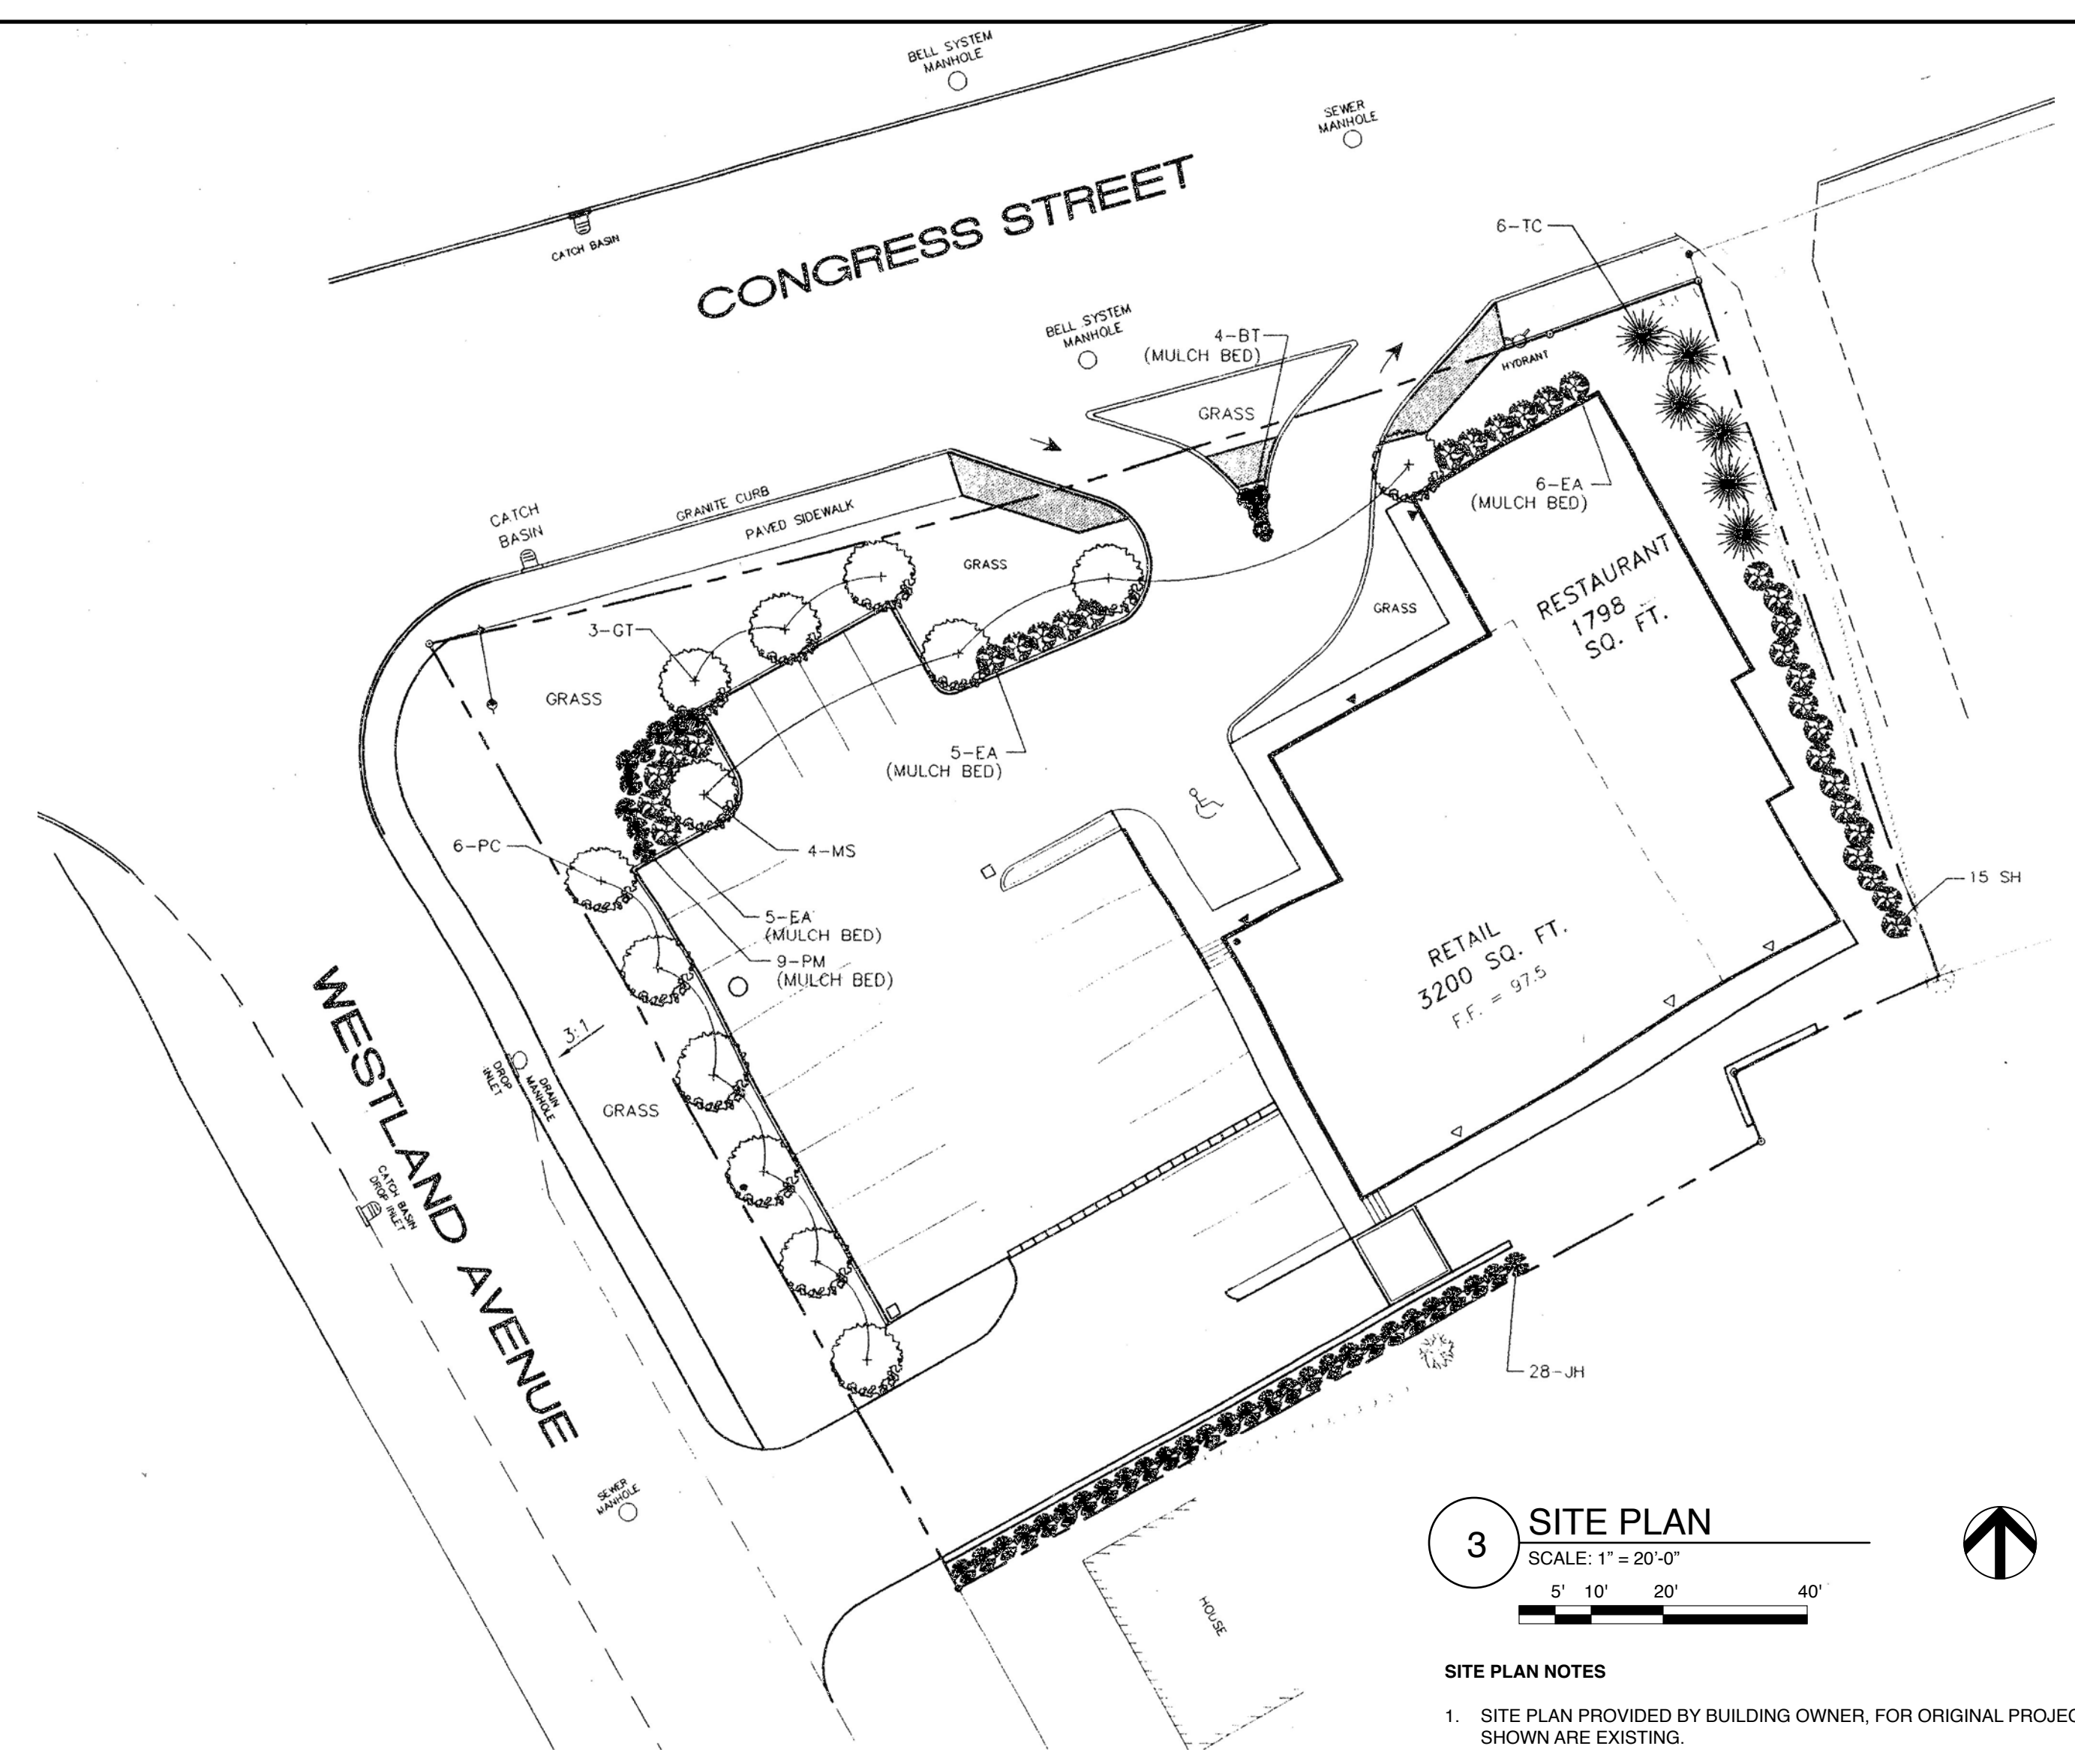 BELL SYSTEM
MANHOLE
SEWER
MANHOLE
CATCH BASIN
CONGRESS STREET
6-TC
BELL SYSTEM
MANHOLE
4-BT
(MULCH BED)
HYDRANT
GRASS
6-EA
(MULCH BED)
CATCH
BASIN
GRANITE CURB
PAVED SIDEWALK
GRASS
RESTAURANT
1798
SQ. FT.
GRASS
3-GT
GRASS
5-EA
(MULCH BED)
6-PC
4-MS
5-EA
(MULCH BED)
9-PM
(MULCH BED)
15 SH
RETAIL
3200 SQ. FT.
F.F. = 97.5
WESTLAND AVENUE
3:1
DROP
INLET
DRAIN
MANHOLE
GRASS
CATCH BASIN
DROP INLET
28-JH
SEWER
MANHOLE
HOUSE
3
SITE PLAN
SCALE: 1” = 20’-0”
5' 10' 20' 40'
SITE PLAN NOTES
1. SITE PLAN PROVIDED BY BUILDING OWNER, FOR ORIGINAL
SHOWN ARE EXISTING.